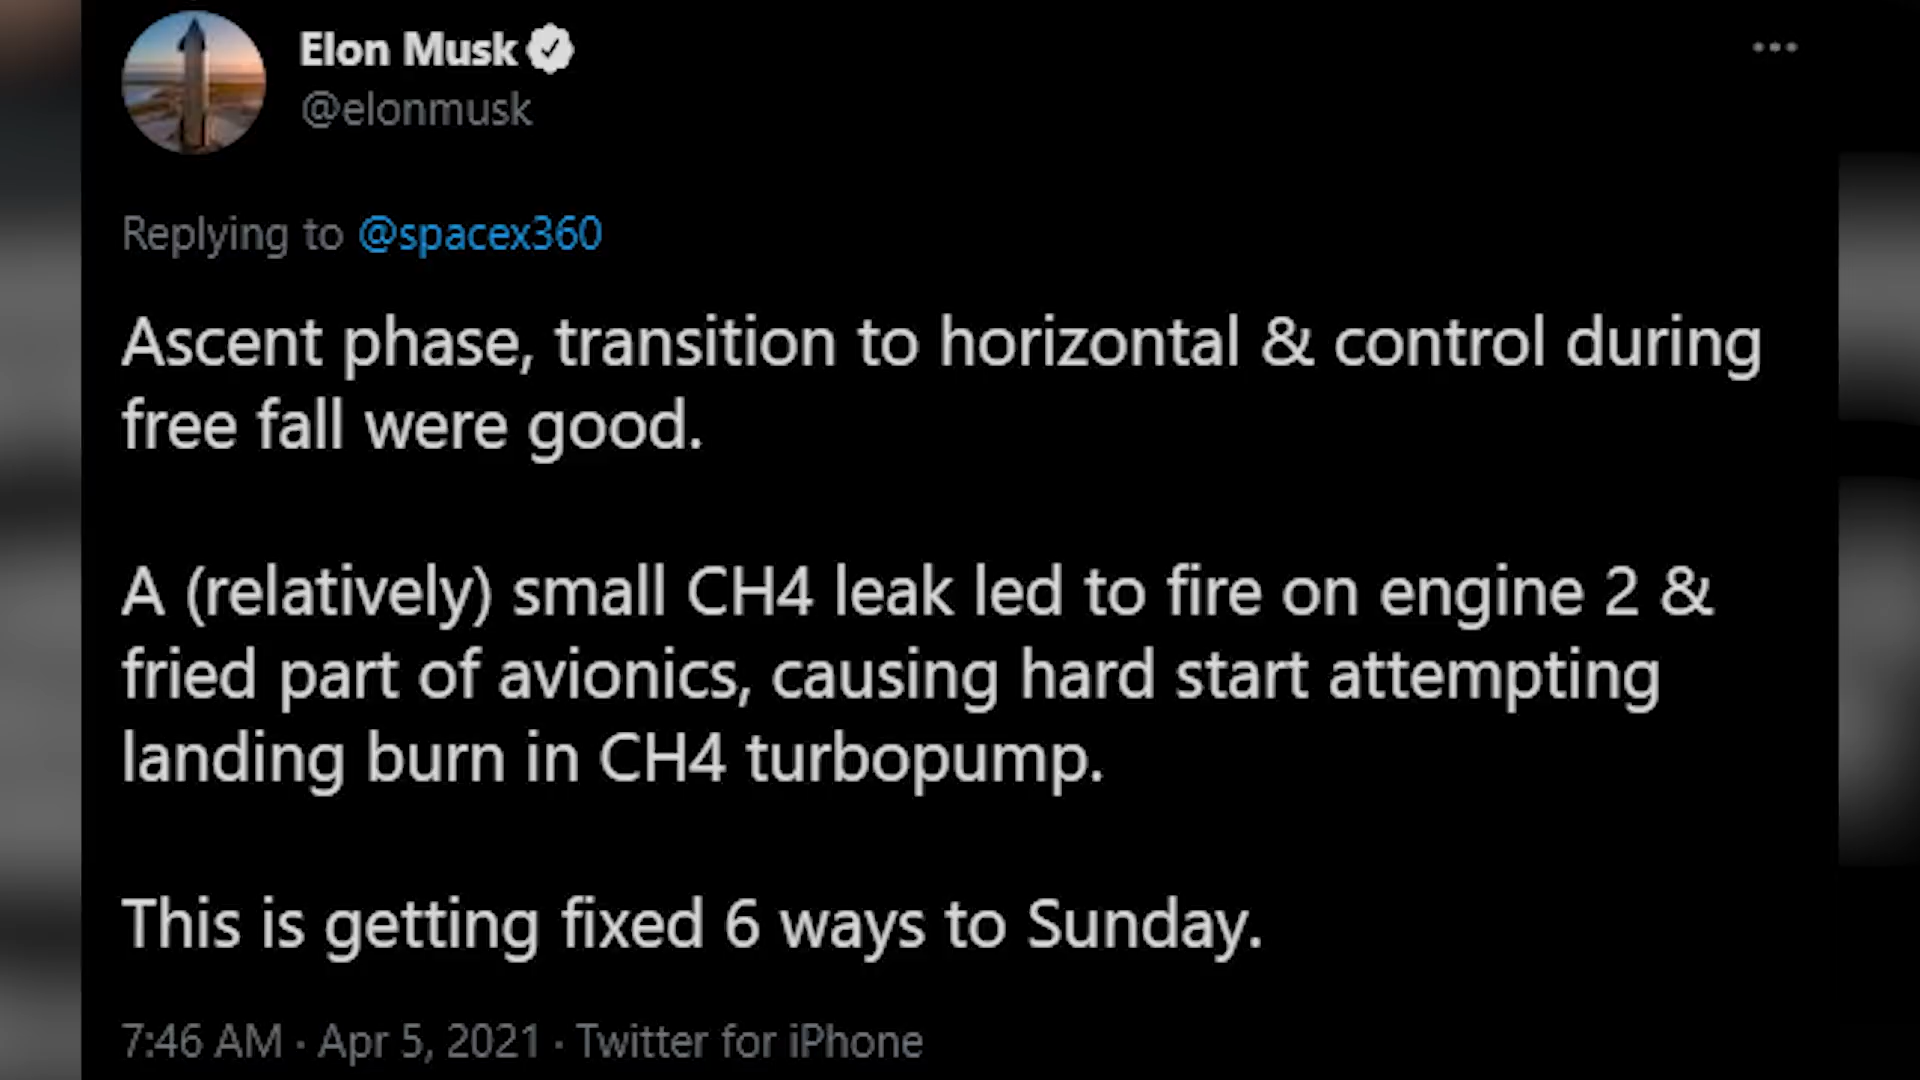 Elon Musk
@elonmusk
Replying to @spacex360
Ascent phase, transition to horizontal & control during
free fall were good.
A (relatively) small CH4 leak led to fire on engine 2 &
fried part of avionics, causing hard start attempting
landing burn in CH4 turbopump.
This is getting fixed 6 ways to Sunday.
7:46 AM · Apr 5, 2021 · Twitter for iPhone